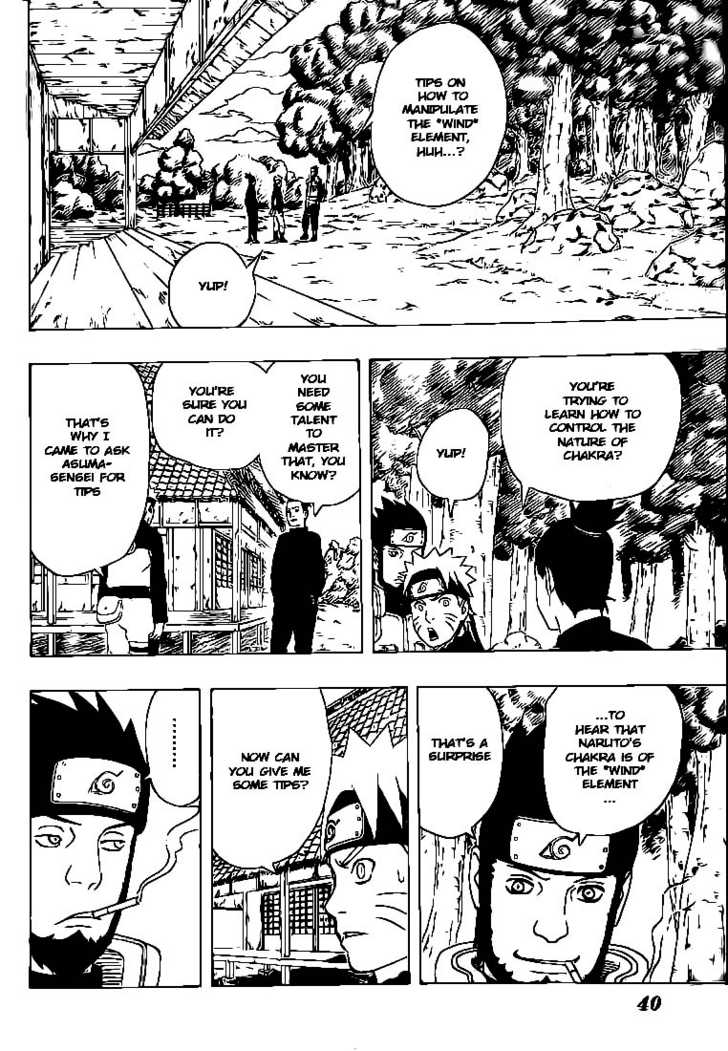 TIPS ON
HOW TO
MANIPULATE
THE "WIND"
ELEMENT,
HUH...?
YUP!
YOU'RE
TRYING TO
LEARN HOW TO
CONTROL THE
NATURE OF
CHAKRA?
YUP!
YOU
NEED
SOME
TALENT
TO
MASTER
THAT, YOU
KNOW?
YOU'RE
SURE YOU
CAN DO
IT?
THAT'S
WHY I
CAME TO ASK
ASUMA-
SENSEI FOR
TIPS
...TO
HEAR THAT
NARUTO'S
CHAKRA IS OF
THE "WIND"
ELEMENT
...
THAT'S A
SURPRISE
NOW CAN
YOU GIVE ME
SOME TIPS?
.........
40